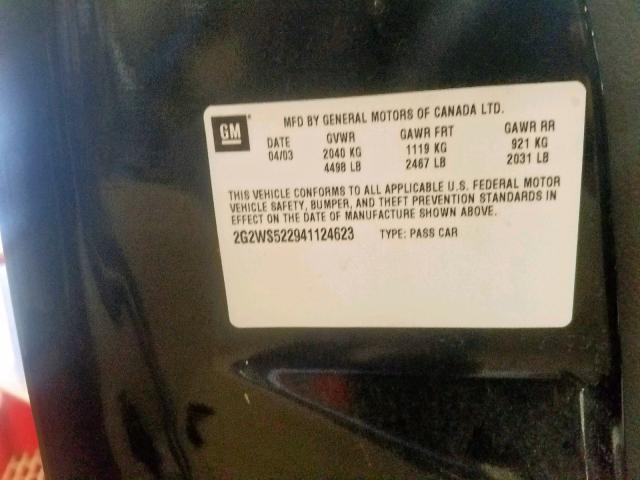 MFD BY GENERAL MOTORS OF CANADA LTD.
GM
DATE GVWR GAWR FRT GAWR RR
04/03 2040 KG 1119 KG 921 KG
4498 LB 2467 LB 2031 LB
THIS VEHICLE CONFORMS TO ALL APPLICABLE U.S. FEDERAL MOTOR
VEHICLE SAFETY, BUMPER, AND THEFT PREVENTION STANDARDS IN
EFFECT ON THE DATE OF MANUFACTURE SHOWN ABOVE.
2G2WS522941124623 TYPE: PASS CAR